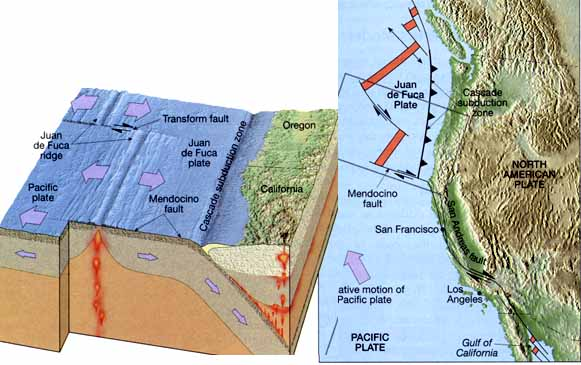 Transform fault
Oregon
Juan
de Fuca
ridge
Juan
de Fuca
plate
Cascade subduction zone
California
Pacific
plate
Mendocino
fault
Juan
de Fuca
Plate
Cascade
subduction
zone
NORTH
AMERICAN
PLATE
Mendocino
fault
San Francisco
San Andreas fault
ative motion of
Pacific plate
Los
Angeles
PACIFIC
PLATE
Gulf of
California